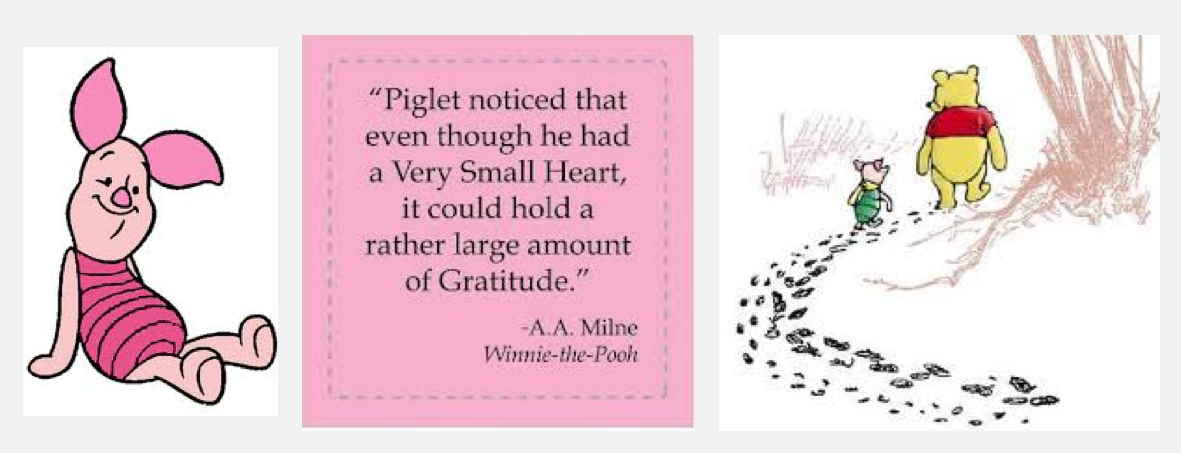 “Piglet noticed that
even though he had
a Very Small Heart,
it could hold a
rather large amount
of Gratitude.”
-A.A. Milne
Winnie-the-Pooh